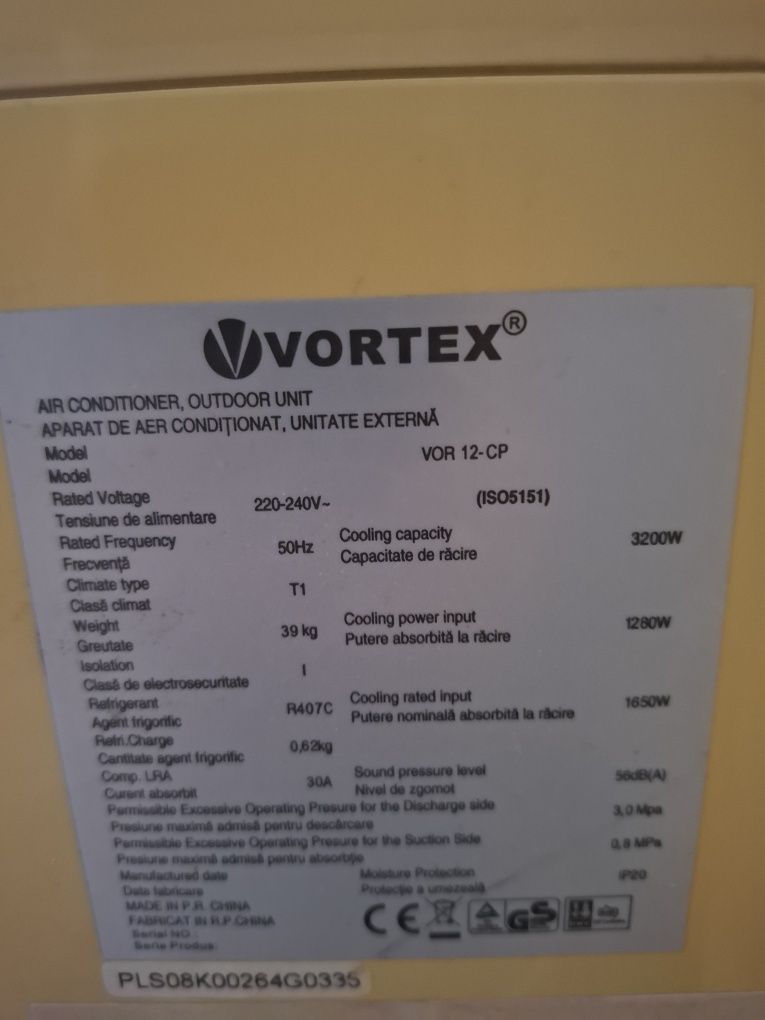 VORTEX®
AIR CONDITIONER, OUTDOOR UNIT
APARAT DE AER CONDIȚIONAT, UNITATE EXTERNĂ
Model VOR 12-CP
Model
Rated Voltage 220-240V~ (ISO5151)
Tensiune de alimentare
Rated Frequency 50Hz Cooling capacity 3200W
Frecvență Capacitate de răcire
Climate type T1
Clasă climat
Weight 39 kg Cooling power input 1280W
Greutate Putere absorbită la răcire
Isolation I
Clasă de electrosecuritate
Refrigerant R407C Cooling rated input 1650W
Agent frigorific Putere nominală absorbită la răcire
Refri.Charge 0,62kg
Cantitate agent frigorific
Comp. LRA 30A Sound pressure level 56dB(A)
Curent absorbit Nivel de zgomot
Permissible Excessive Operating Presure for the Discharge side 3,0 Mpa
Presiune maximă admisă pentru descărcare
Permissible Excessive Operating Presure for the Suction Side 0,8 MPa
Presiune maximă admisă pentru absorbție
Manufactured date Moisture Protection IP20
Data fabricare Protecție a umezeală
MADE IN P.R. CHINA
FABRICAT IN R.P.CHINA
Serial NO.:
Serie Produs:
CE GS
PLS08K00264G0335